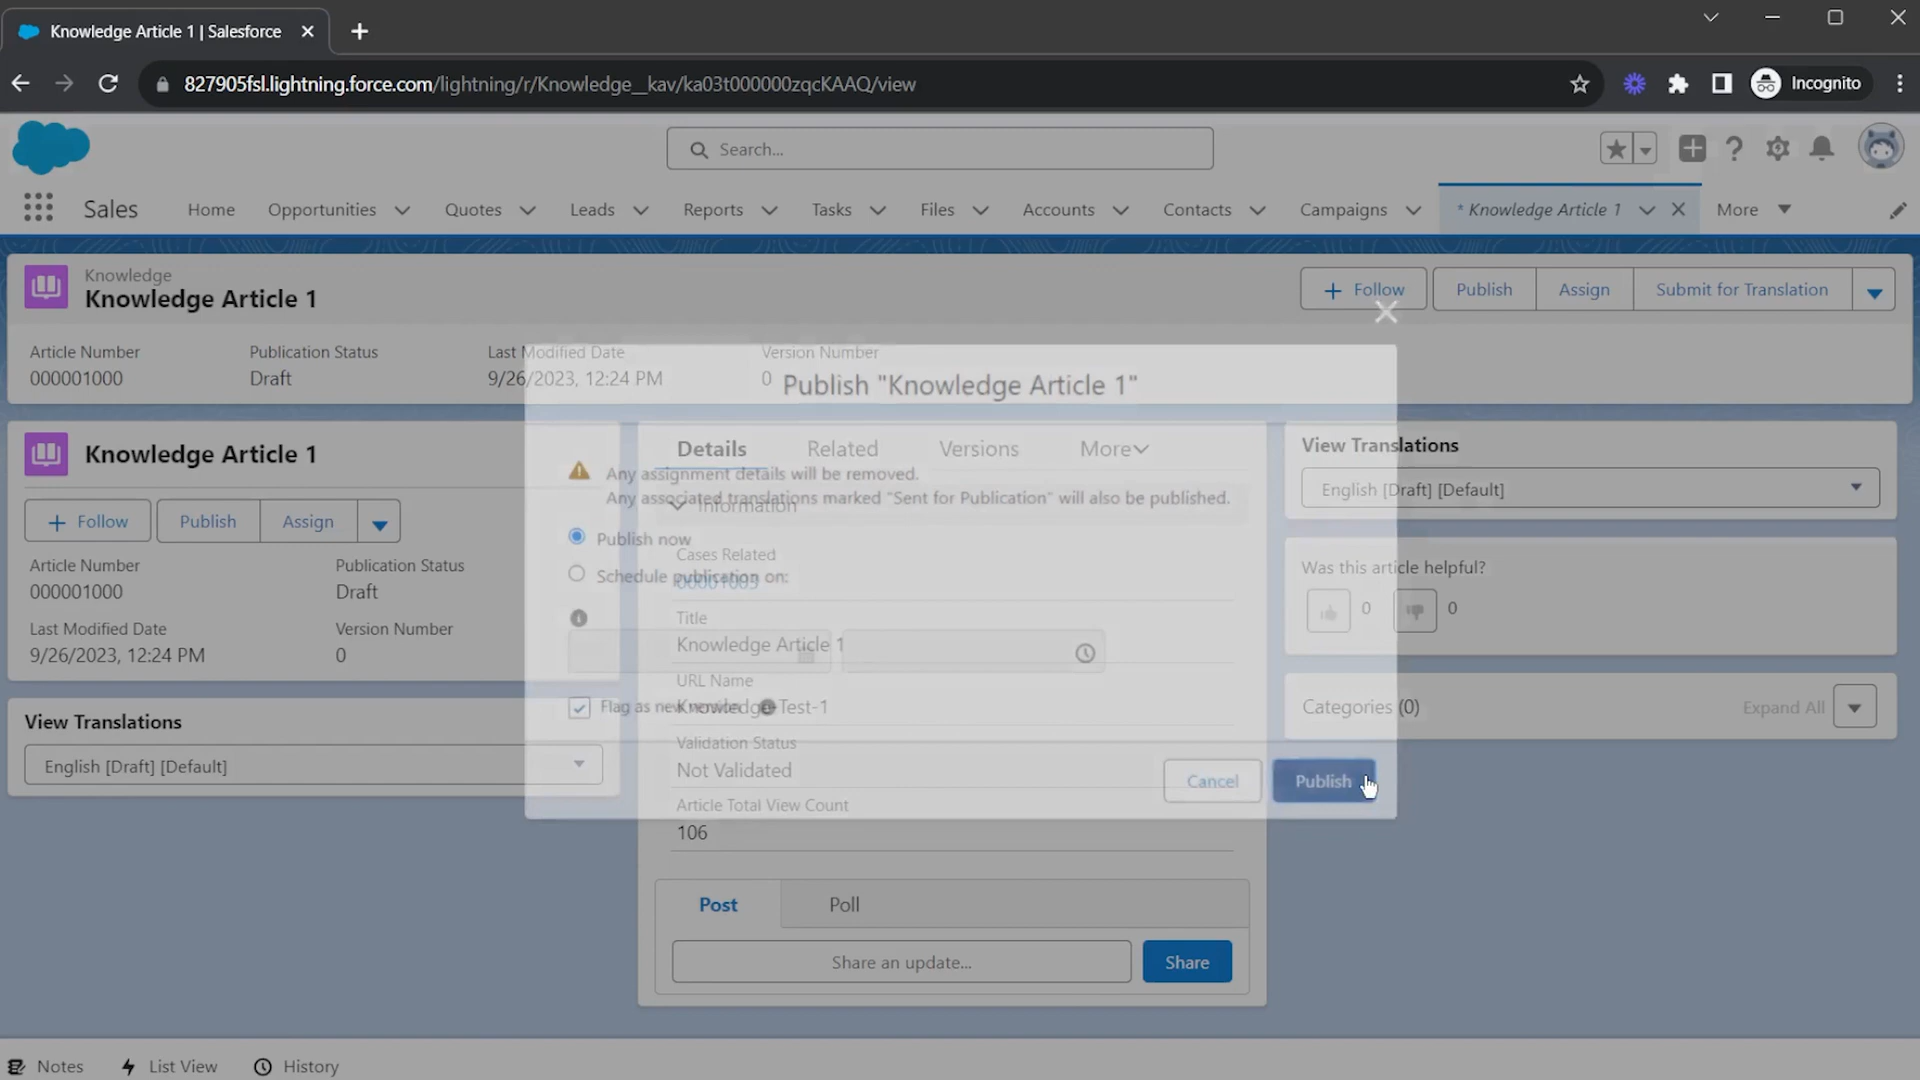 Knowledge Article 1 | Salesforce
827905fsl.lightning.force.com/lightning/r/Knowledge__kav/ka03t000000zqcKAAQ/view
Incognito
Search...
Sales
Home
Opportunities
Quotes
Leads
Reports
Tasks
Files
Accounts
Contacts
Campaigns
* Knowledge Article 1
More
Knowledge
Knowledge Article 1
Follow
Publish
Assign
Submit for Translation
Article Number
000001000
Publication Status
Draft
Last Modified Date
9/26/2023, 12:24 PM
Version Number
0
Knowledge Article 1
Follow
Publish
Assign
Article Number
000001000
Publication Status
Draft
Last Modified Date
9/26/2023, 12:24 PM
Version Number
0
View Translations
English [Draft] [Default]
Publish "Knowledge Article 1"
Any assignment details will be removed.
Any associated translations marked "Sent for Publication" will also be published.
Publish now
Schedule publication on:
Flag as new version
Cancel
Publish
Details
Related
Versions
More
Information
Cases Related
Title
Knowledge Article 1
URL Name
Knowledge-Test-1
Validation Status
Not Validated
Article Total View Count
106
Post
Poll
Share an update...
Share
View Translations
English [Draft] [Default]
Was this article helpful?
0
0
Categories (0)
Expand All
Notes
List View
History